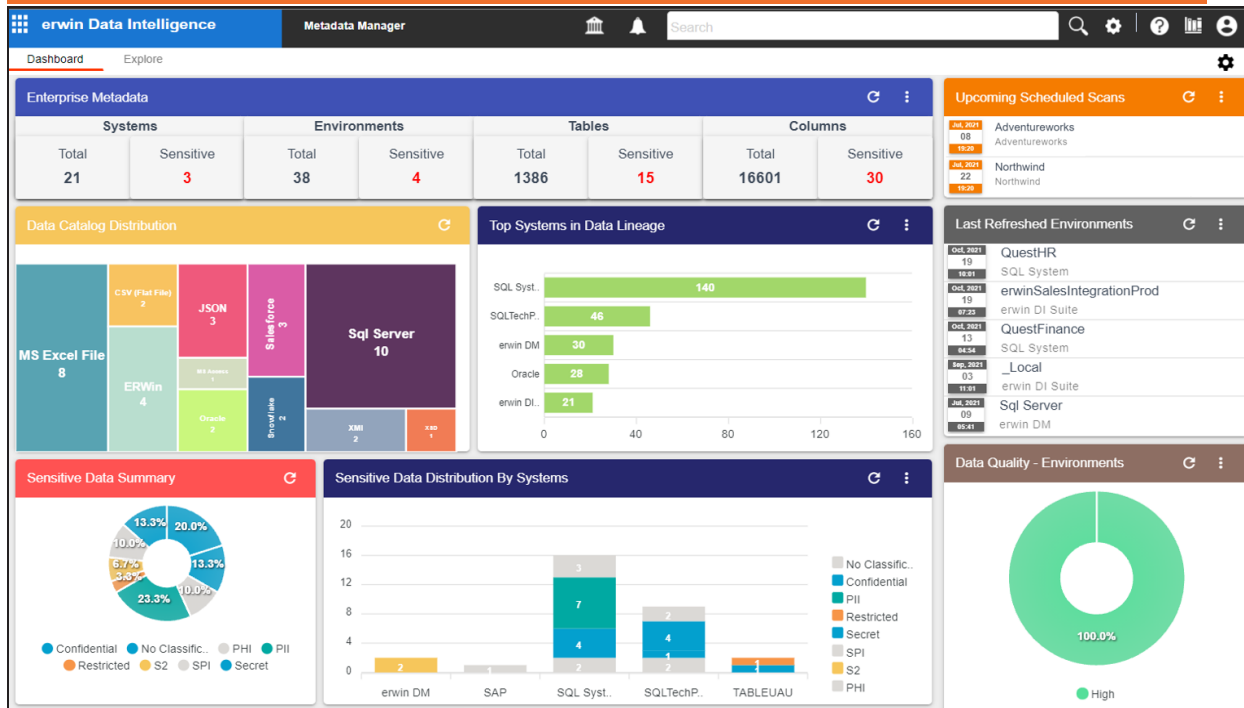 erwin Data Intelligence
Metadata Manager
Search
Dashboard Explore
Enterprise Metadata
Systems Environments Tables Columns
Total Sensitive Total Sensitive Total Sensitive Total Sensitive
21 3 38 4 1386 15 16601 30
Upcoming Scheduled Scans
Jul, 2021
08
19:20
Adventureworks
Adventureworks
Jul, 2021
22
19:20
Northwind
Northwind
Data Catalog Distribution
MS Excel File
8
CSV (Flat File)
2
ERWin
4
JSON
3
MS Access
1
Oracle
2
Salesforce
3
Snowflake
2
Sql Server
10
XMI
2
XSD
1
Top Systems in Data Lineage
SQL Syst.. 140
SQLTechP.. 46
erwin DM 30
Oracle 28
erwin DI.. 21
0 40 80 120 160
Last Refreshed Environments
Oct, 2021
19
10:01
QuestHR
SQL System
Oct, 2021
19
07:23
erwinSalesIntegrationProd
erwin DI Suite
Oct, 2021
13
04:54
QuestFinance
SQL System
Sep, 2021
03
11:01
_Local
erwin DI Suite
Jul, 2021
09
05:41
Sql Server
erwin DM
Sensitive Data Summary
13.3% 20.0%
10.0%
6.7% 13.3%
3.3% 10.0%
23.3%
Confidential No Classific.. PHI PII
Restricted S2 SPI Secret
Sensitive Data Distribution By Systems
20
16
12
8
4
0
2
1
3
7
4
2
2
4
1
2
1
erwin DM SAP SQL Syst.. SQLTechP.. TABLEUAU
No Classific..
Confidential
PII
Restricted
Secret
SPI
S2
PHI
Data Quality - Environments
100.0%
High